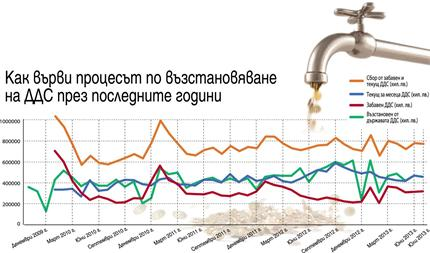 Как върви процесът по възстановяване
на ДДС през последните години
Сбор от забавен и
текущ ДДС (хил. лв.)
Текущ за месеца ДДС (хил. лв.)
Забавен ДДС (хил. лв.)
Възстановен от
държавата ДДС (хил. лв.)
1000000
800000
600000
400000
200000
0
Декември 2009 г.
Март 2010 г.
Юни 2010 г.
Септември 2010 г.
Декември 2010 г.
Март 2011 г.
Юни 2011 г.
Септември 2011 г.
Декември 2011 г.
Март 2012 г.
Юни 2012 г.
Септември 2012 г.
Декември 2012 г.
Март 2013 г.
Юни 2013 г.
Юли 2013 г.